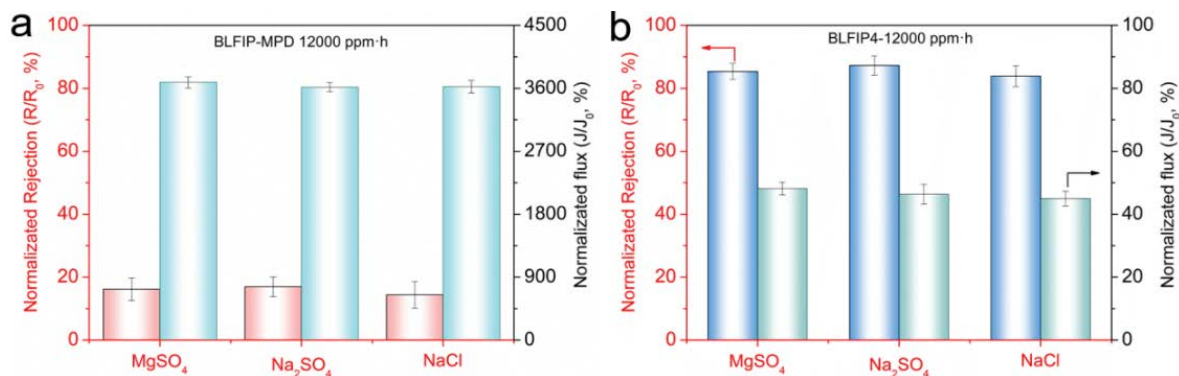 a
BLFIP-MPD 12000 ppm·h
Normalizated Rejection (R/R₀, %)
100
80
60
40
20
0
4500
3600
2700
1800
900
0
Normalizated flux (J/J₀, %)
MgSO₄
Na₂SO₄
NaCl
b
BLFIP4-12000 ppm·h
Normalizated Rejection (R/R₀, %)
100
80
60
40
20
0
100
80
60
40
20
0
Normalizated flux (J/J₀, %)
MgSO₄
Na₂SO₄
NaCl